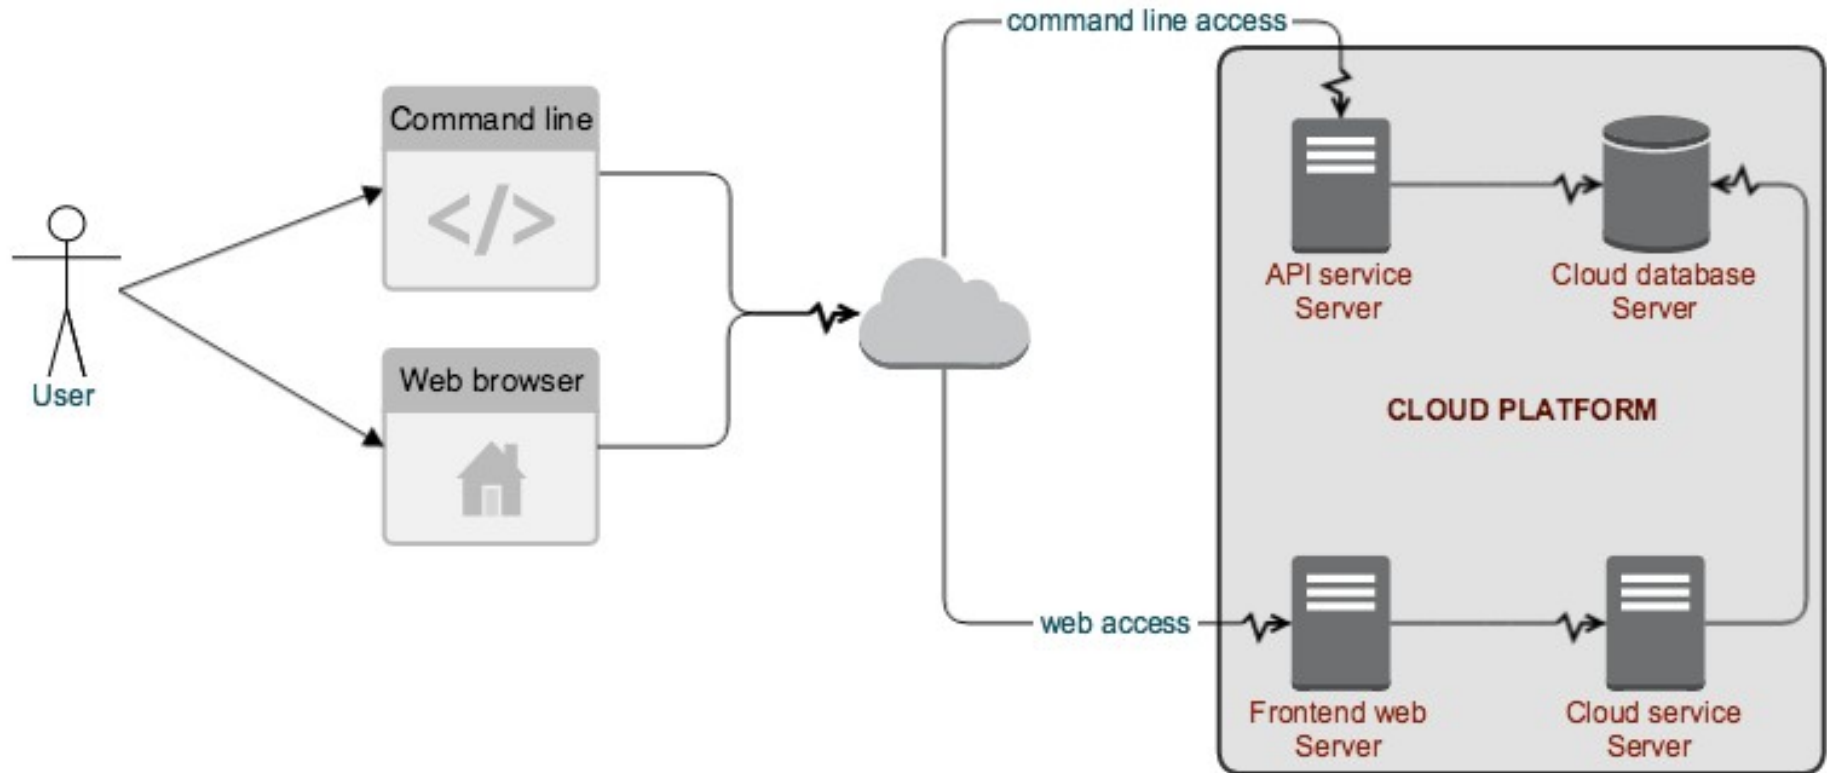 command line access
Command line
</>
User
Web browser
API service
Server
Cloud database
Server
CLOUD PLATFORM
web access
Frontend web
Server
Cloud service
Server